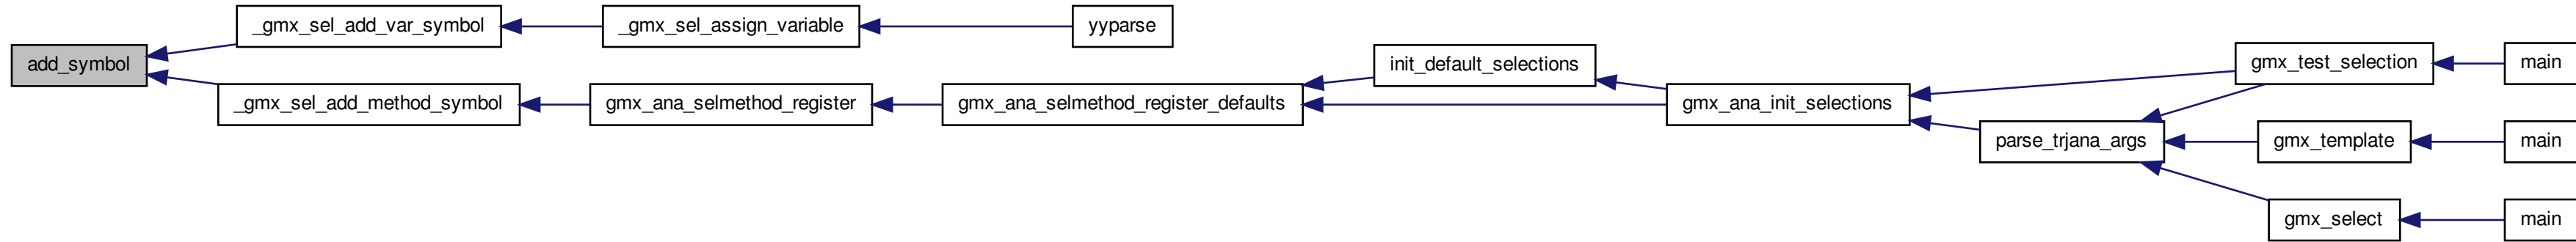 add_symbol
_gmx_sel_add_var_symbol
_gmx_sel_assign_variable
yyparse
_gmx_sel_add_method_symbol
gmx_ana_selmethod_register
gmx_ana_selmethod_register_defaults
init_default_selections
gmx_ana_init_selections
gmx_test_selection
main
parse_trjana_args
gmx_template
main
gmx_select
main